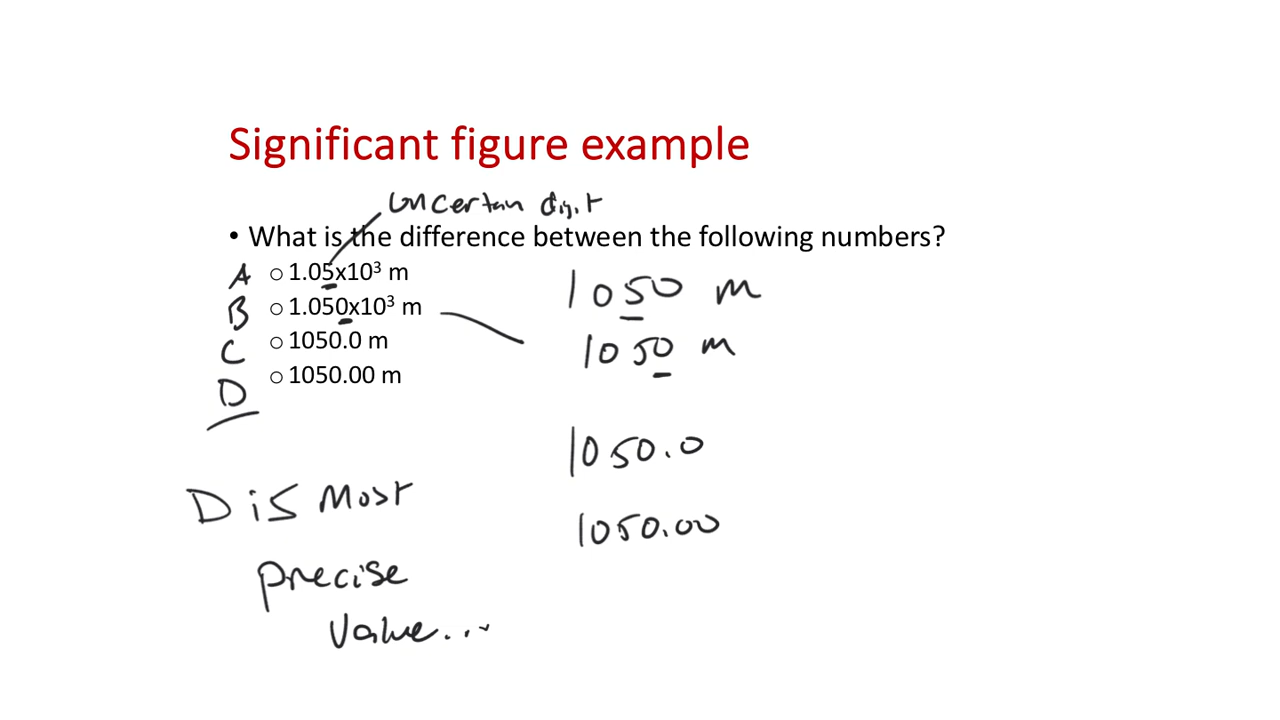 Significant figure example
uncertain digit
• What is the difference between the following numbers?
A ○ 1.05x10³ m
B ○ 1.050x10³ m
C ○ 1050.0 m
D ○ 1050.00 m
1050 m
1050 m
1050.0
1050.00
D is most
precise
value...